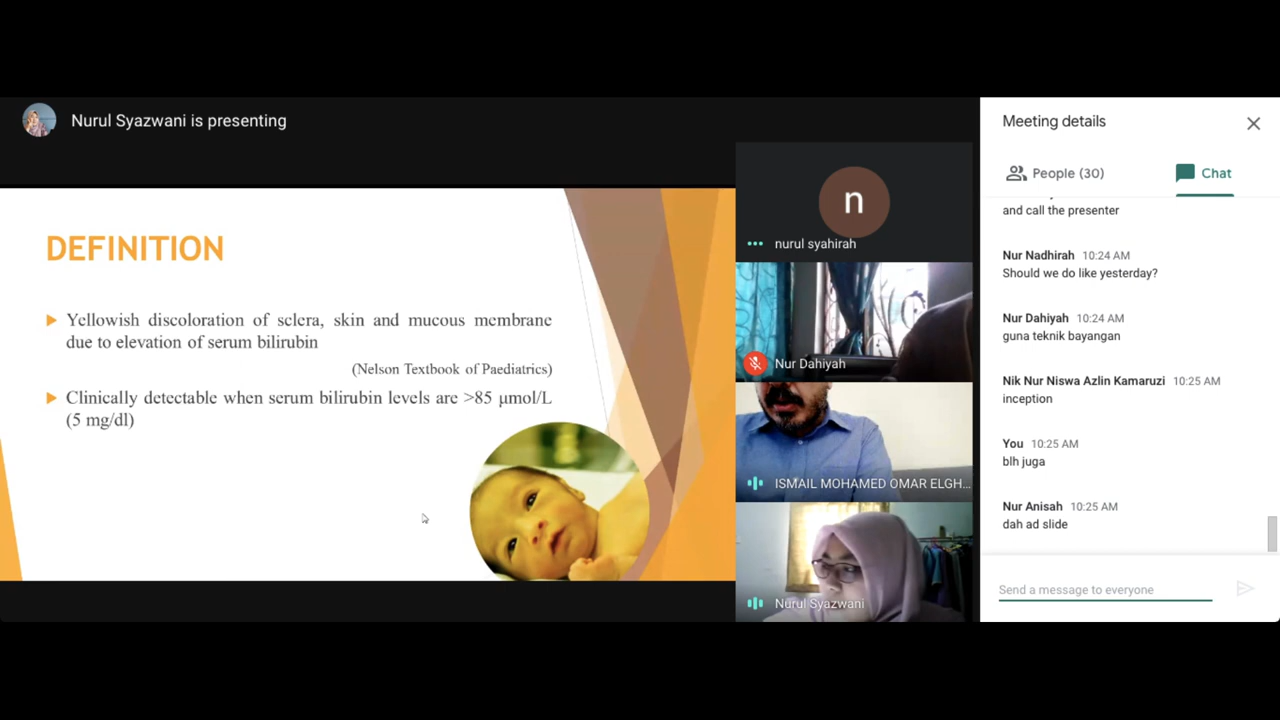 Nurul Syazwani is presenting
DEFINITION
Yellowish discoloration of sclera, skin and mucous membrane
due to elevation of serum bilirubin
(Nelson Textbook of Paediatrics)
Clinically detectable when serum bilirubin levels are >85 μmol/L
(5 mg/dl)
n
nurul syahirah
Nur Dahiyah
ISMAIL MOHAMED OMAR ELGH...
Nurul Syazwani
Meeting details
People (30)
Chat
and call the presenter
Nur Nadhirah 10:24 AM
Should we do like yesterday?
Nur Dahiyah 10:24 AM
guna teknik bayangan
Nik Nur Niswa Azlin Kamaruzi 10:25 AM
inception
You 10:25 AM
blh juga
Nur Anisah 10:25 AM
dah ad slide
Send a message to everyone